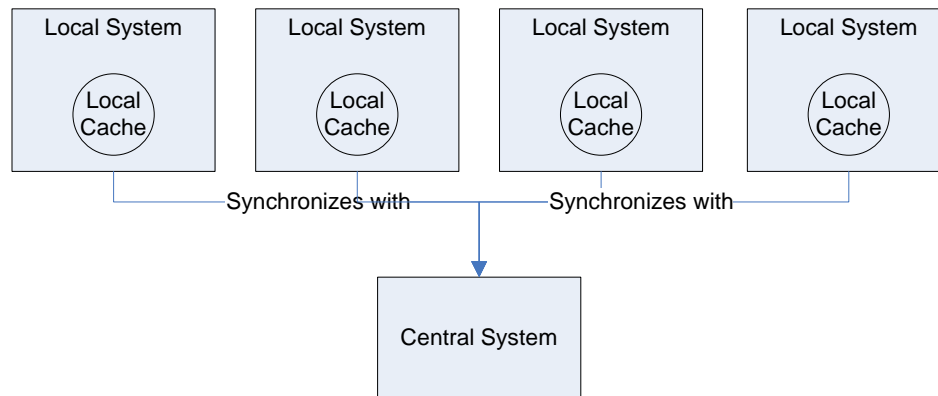 Local System
Local System
Local System
Local System
Local
Cache
Local
Cache
Local
Cache
Local
Cache
Synchronizes with
Synchronizes with
Central System